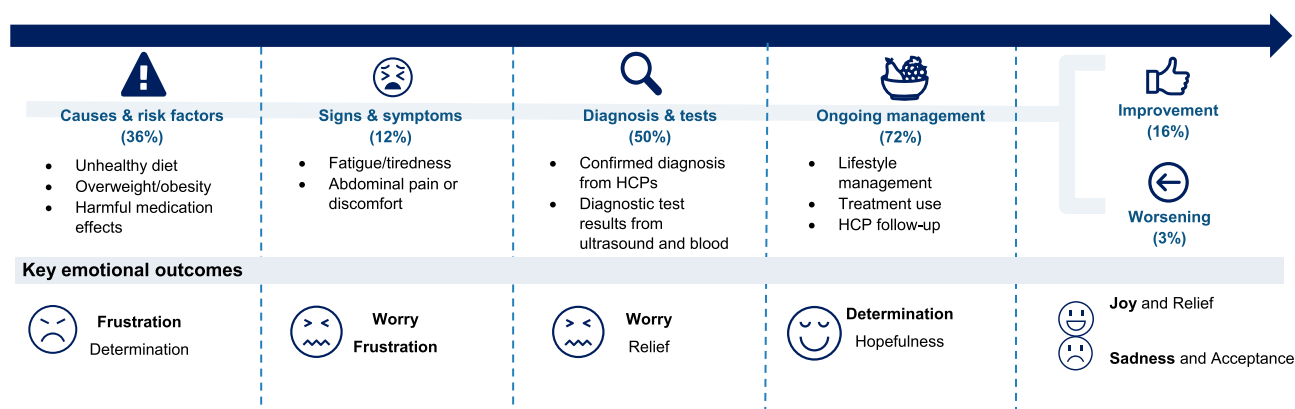 Causes & risk factors
(36%)
• Unhealthy diet
• Overweight/obesity
• Harmful medication
effects
Signs & symptoms
(12%)
• Fatigue/tiredness
• Abdominal pain or
discomfort
Diagnosis & tests
(50%)
• Confirmed diagnosis
from HCPs
• Diagnostic test
results from
ultrasound and blood
Ongoing management
(72%)
• Lifestyle
management
• Treatment use
• HCP follow-up
Improvement
(16%)
Worsening
(3%)
Key emotional outcomes
Frustration
Determination
Worry
Frustration
Worry
Relief
Determination
Hopefulness
Joy and Relief
Sadness and Acceptance